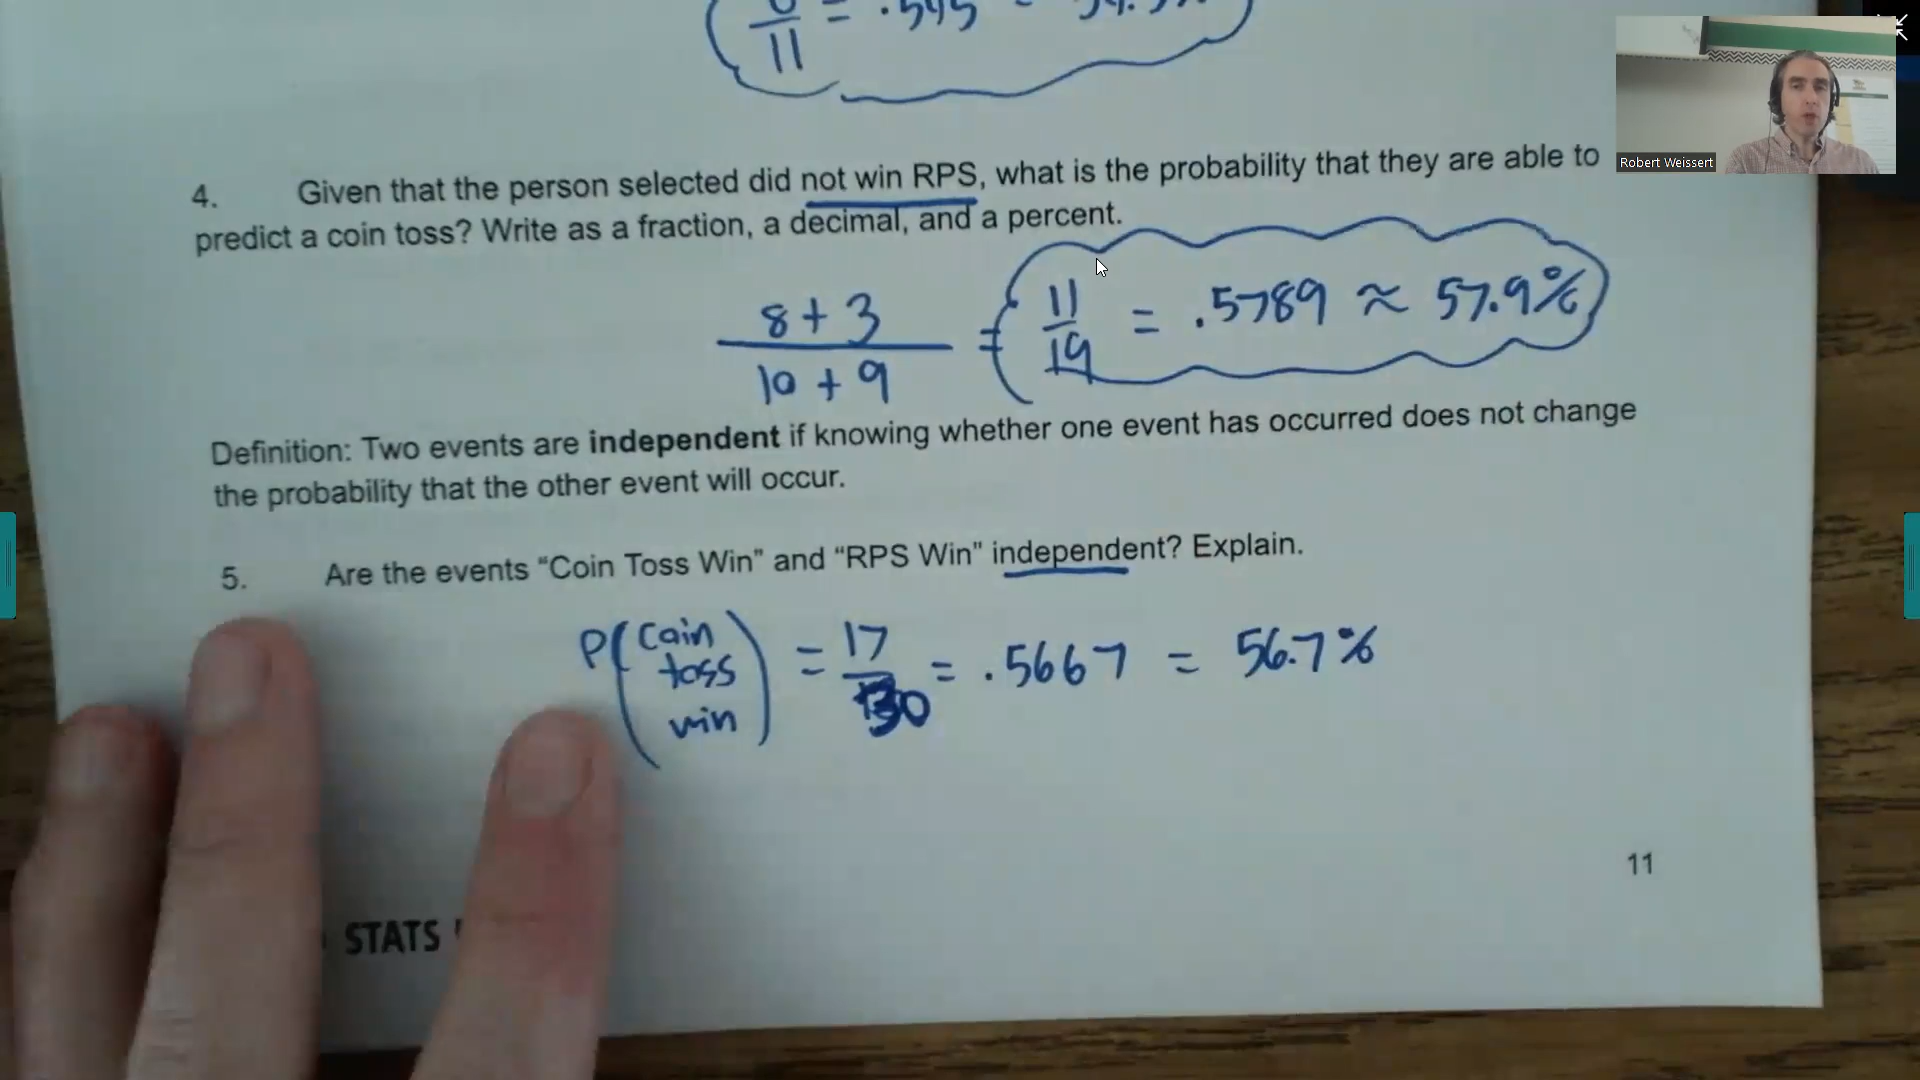 11 = .545
Robert Weissert
4. Given that the person selected did not win RPS, what is the probability that they are able to
predict a coin toss? Write as a fraction, a decimal, and a percent.
8 + 3
10 + 9
= 11/19 = .5789 ≈ 57.9%
Definition: Two events are independent if knowing whether one event has occurred does not change
the probability that the other event will occur.
5. Are the events “Coin Toss Win” and “RPS Win” independent? Explain.
P(Coin toss win) = 17/30 = .5667 = 56.7%
11
STATS